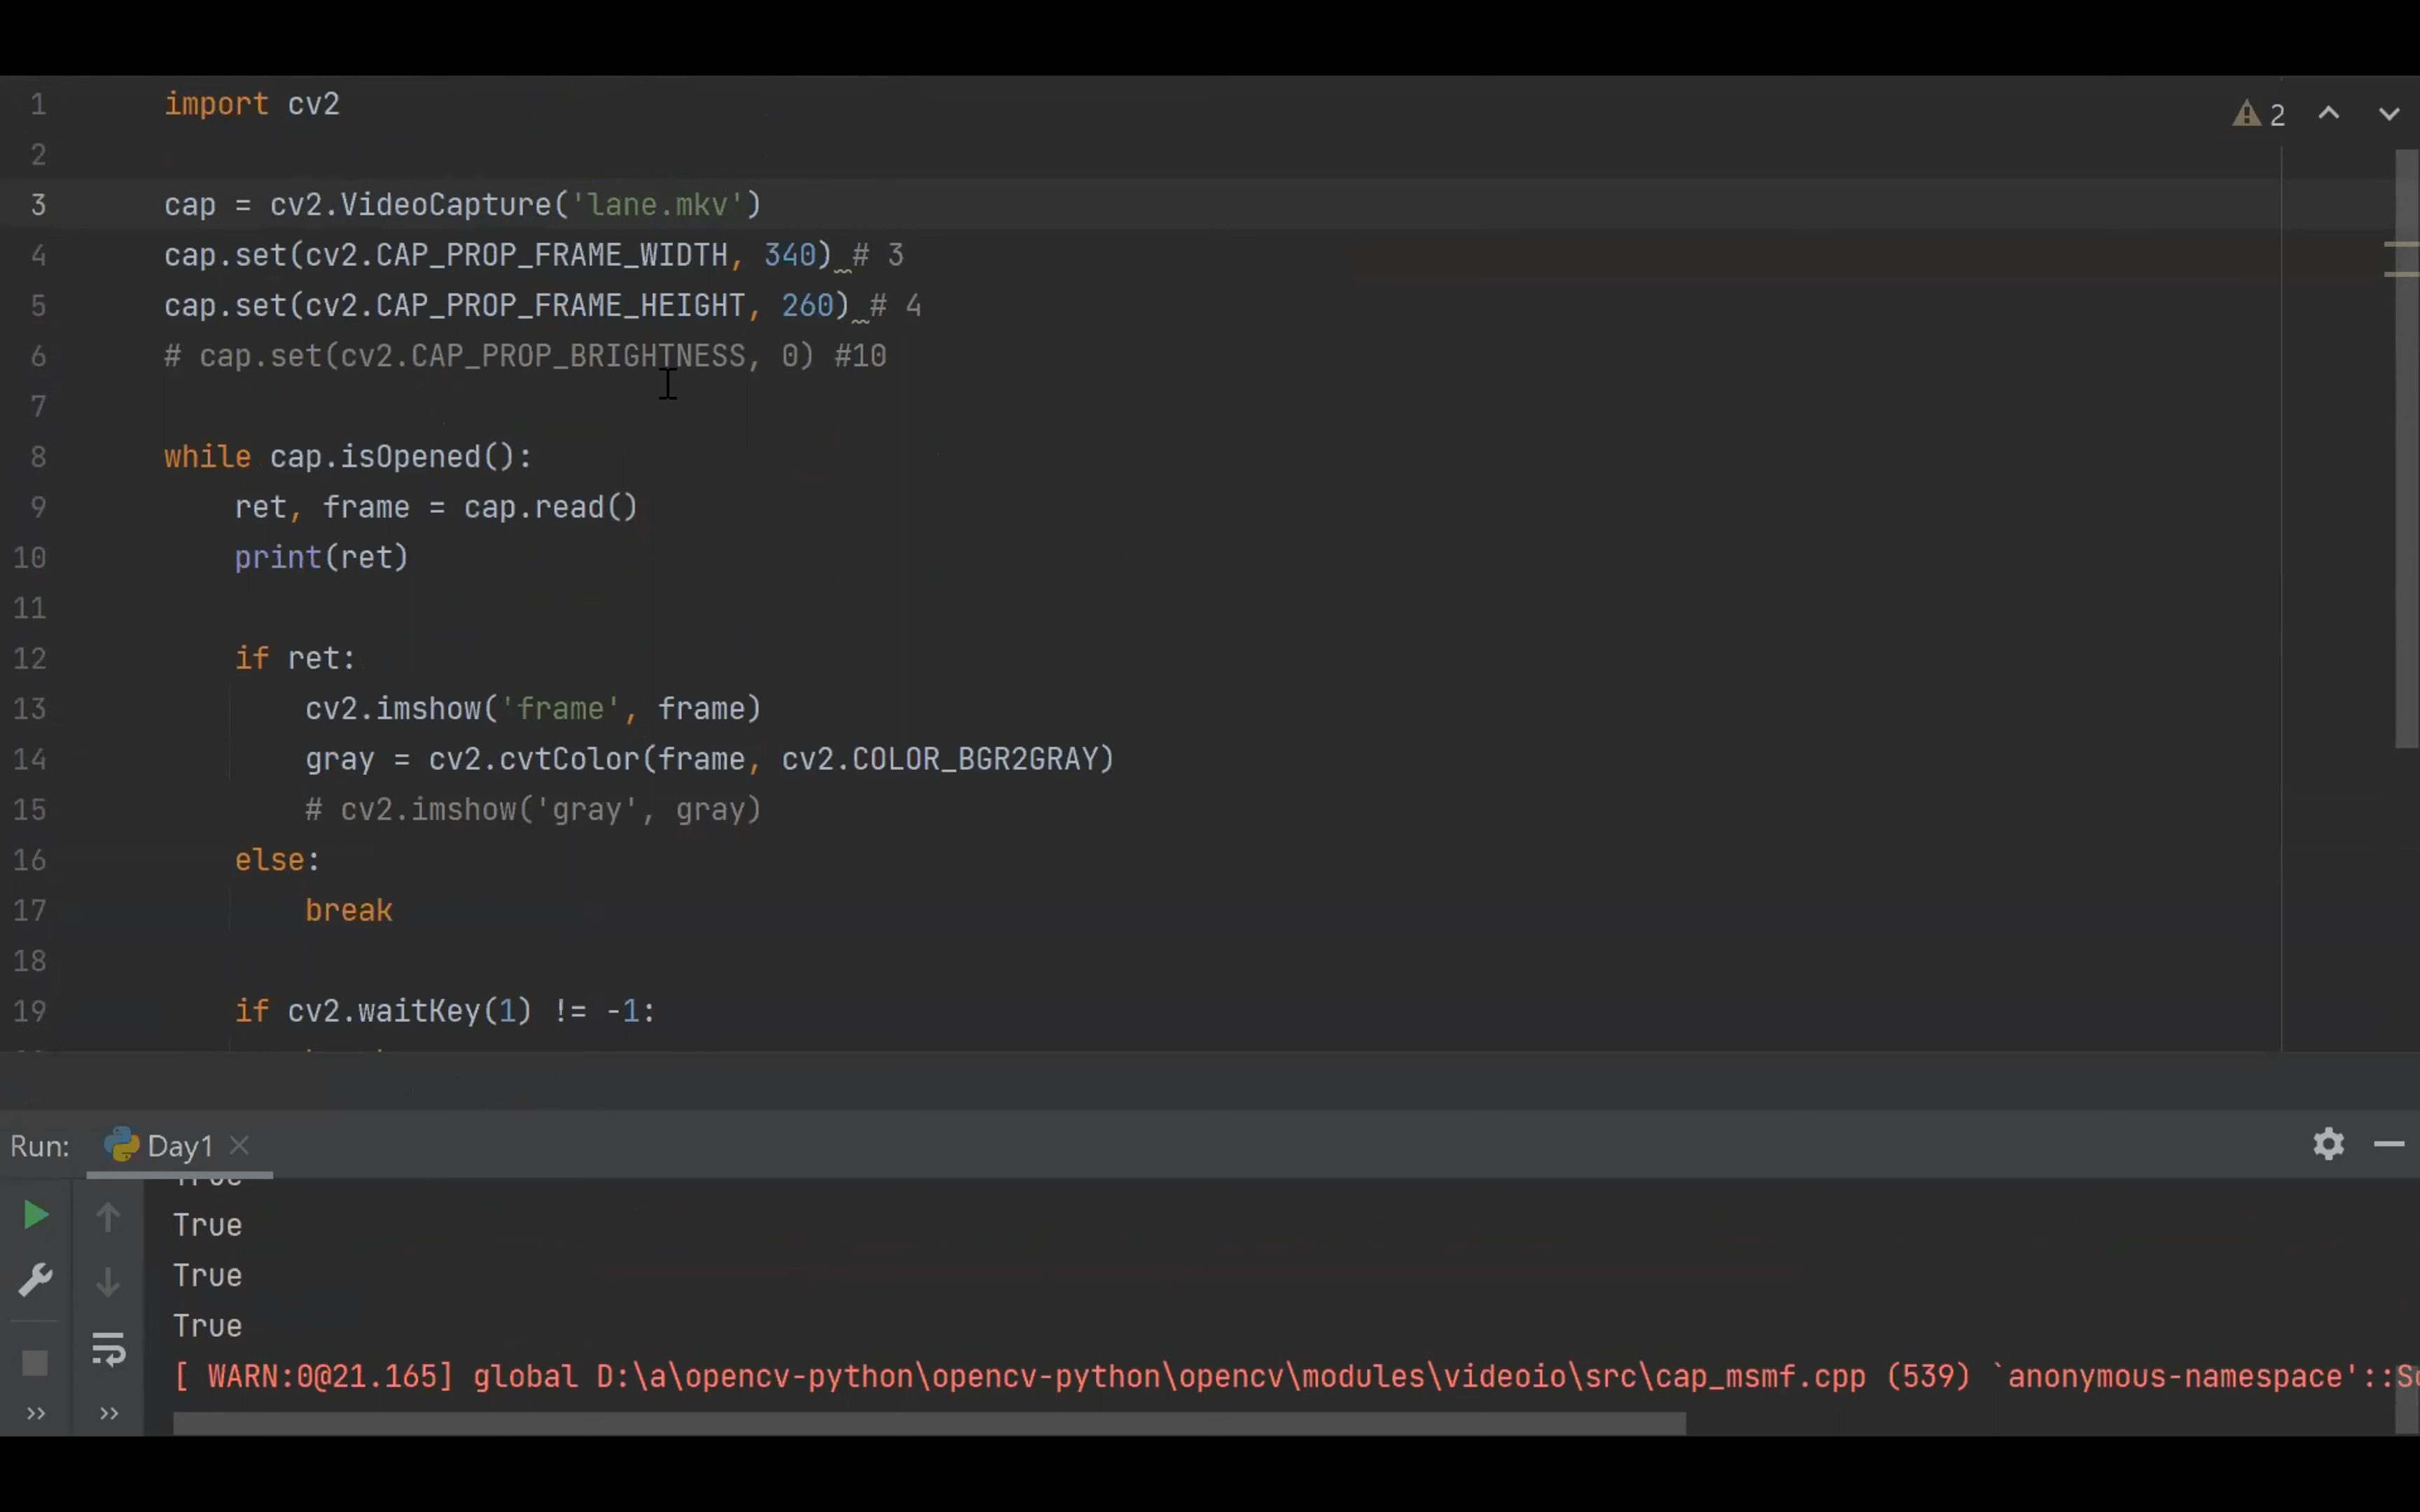 1 import cv2
2
3 cap = cv2.VideoCapture('lane.mkv')
4 cap.set(cv2.CAP_PROP_FRAME_WIDTH, 340) # 3
5 cap.set(cv2.CAP_PROP_FRAME_HEIGHT, 260) # 4
6 # cap.set(cv2.CAP_PROP_BRIGHTNESS, 0) #10
7
8 while cap.isOpened():
9 ret, frame = cap.read()
10 print(ret)
11
12 if ret:
13 cv2.imshow('frame', frame)
14 gray = cv2.cvtColor(frame, cv2.COLOR_BGR2GRAY)
15 # cv2.imshow('gray', gray)
16 else:
17 break
18
19 if cv2.waitKey(1) != -1:
2
Run: Day1
True
True
True
[ WARN:0@21.165] global D:\a\opencv-python\opencv-python\opencv\modules\videoio\src\cap_msmf.cpp (539) `anonymous-namespace'::